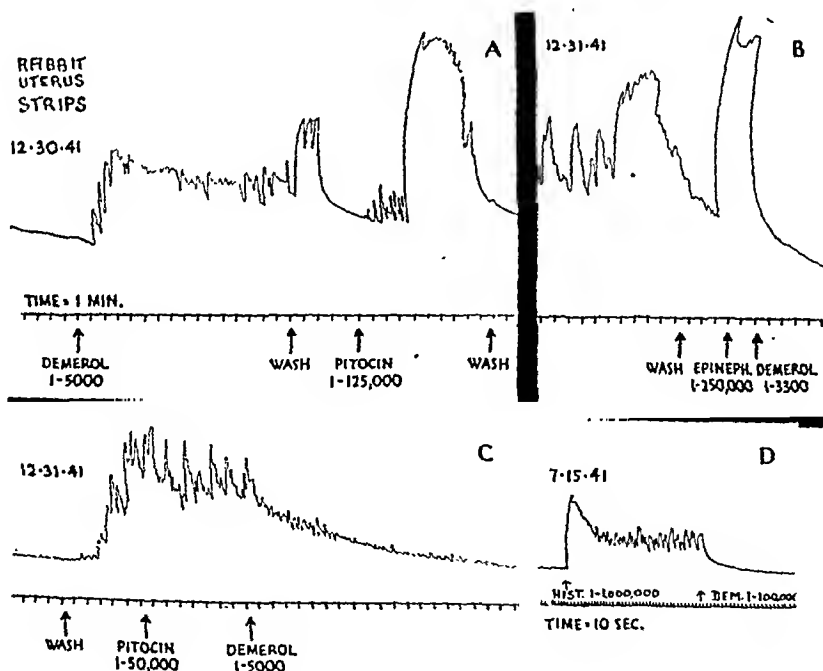 RABBIT
UTERUS
STRIPS
12·30·41
A
TIME = 1 MIN.
DEMEROL
1-5000
WASH
PITOCIN
1-125,000
WASH
12·31·41
B
WASH
EPINEPH.
1-250,000
DEMEROL
1-3300
12·31·41
C
WASH
PITOCIN
1-50,000
DEMEROL
1-5000
7·15·41
D
HIST. 1-1,000,000
DEM. 1-100,000
TIME = 10 SEC.